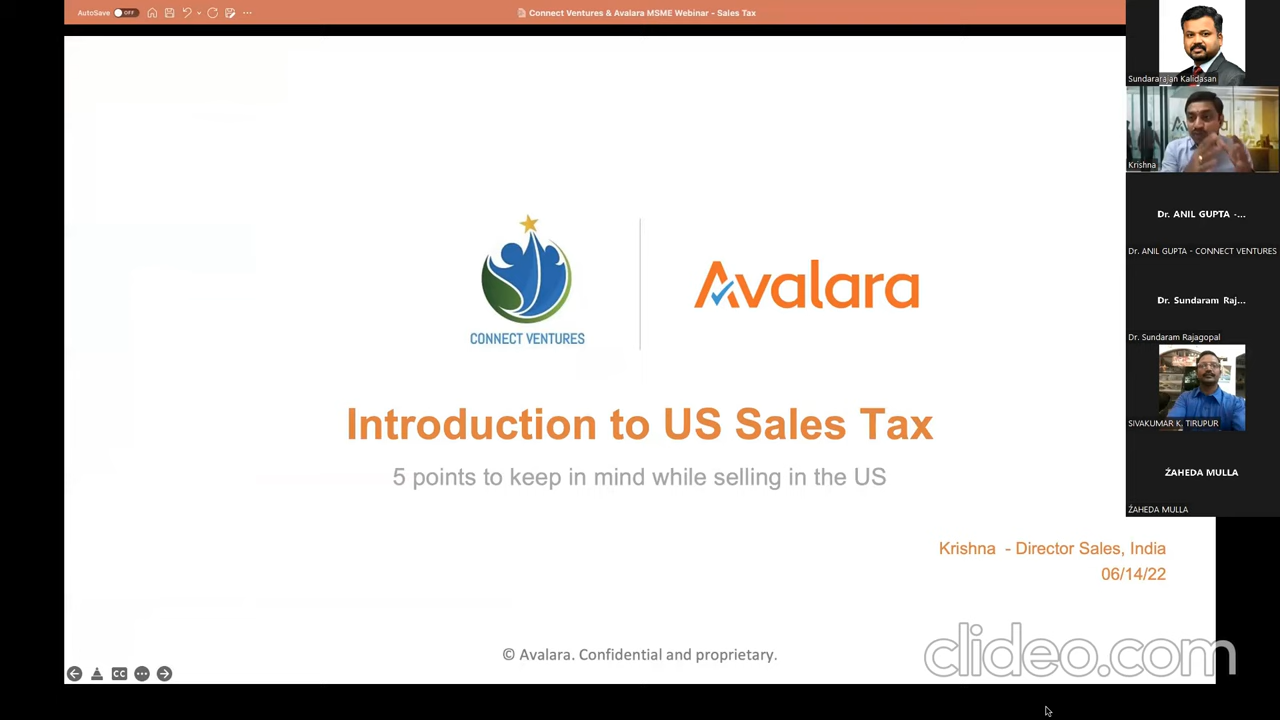 AutoSave OFF
Connect Ventures & Avalara MSME Webinar - Sales Tax
CONNECT VENTURES
Avalara
Introduction to US Sales Tax
5 points to keep in mind while selling in the US
Krishna - Director Sales, India
06/14/22
© Avalara. Confidential and proprietary.
CC
clideo.com
Sundararajan Kalidasan
Krishna
Dr. ANIL GUPTA -...
Dr. ANIL GUPTA - CONNECT VENTURES
Dr. Sundaram Raj...
Dr. Sundaram Rajagopal
SIVAKUMAR K. TIRUPUR
ŻAHEDA MULLA
ŻAHEDA MULLA